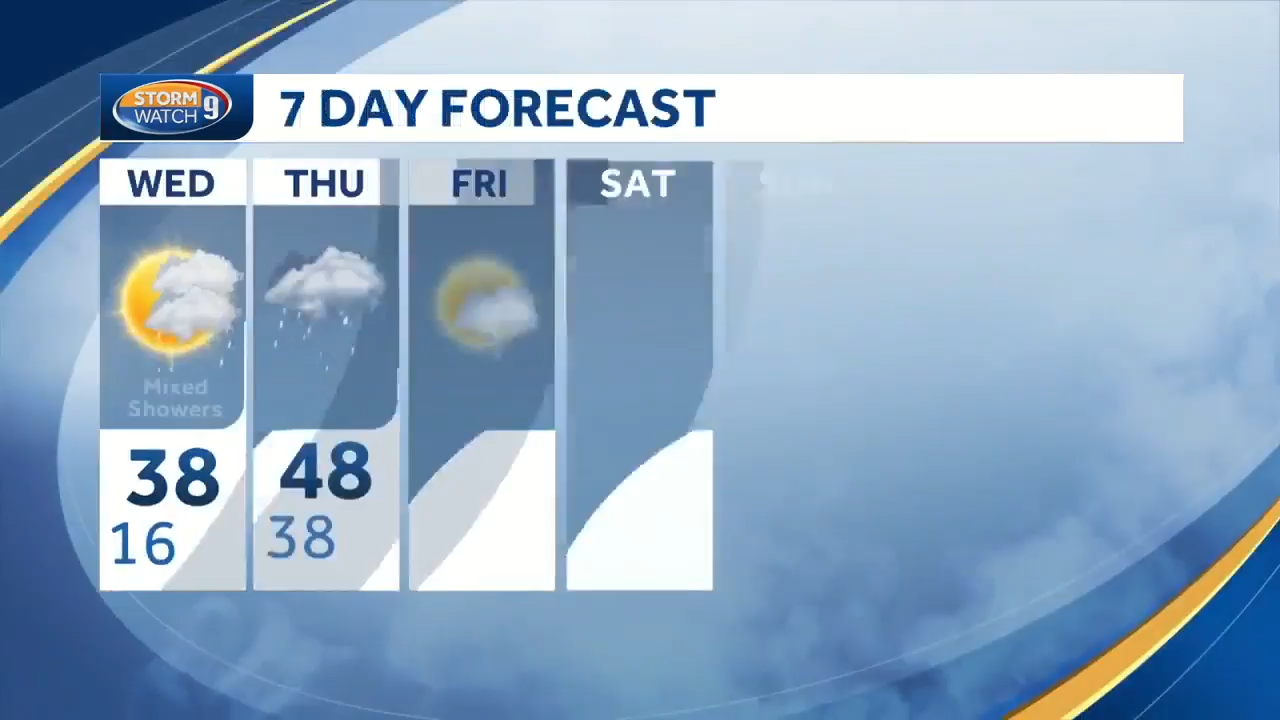 STORM
WATCH 9
7 DAY FORECAST
WED
THU
FRI
SAT
Mixed
Showers
38
48
16
38